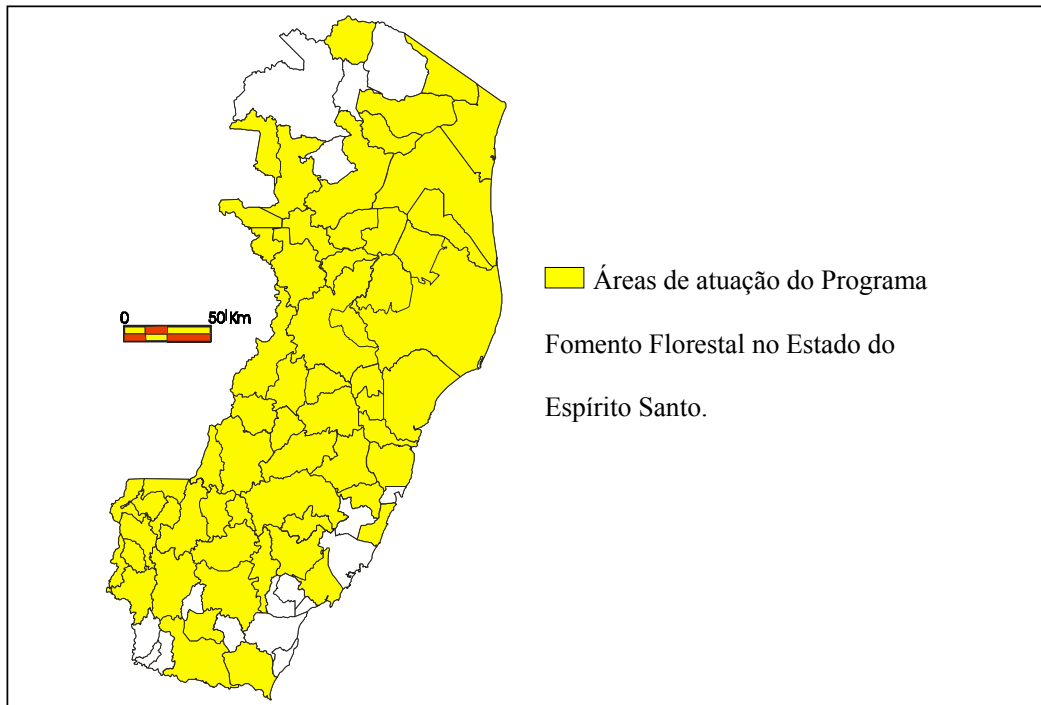 Áreas de atuação do Programa
Fomento Florestal no Estado do
Espírito Santo.
0 50 Km